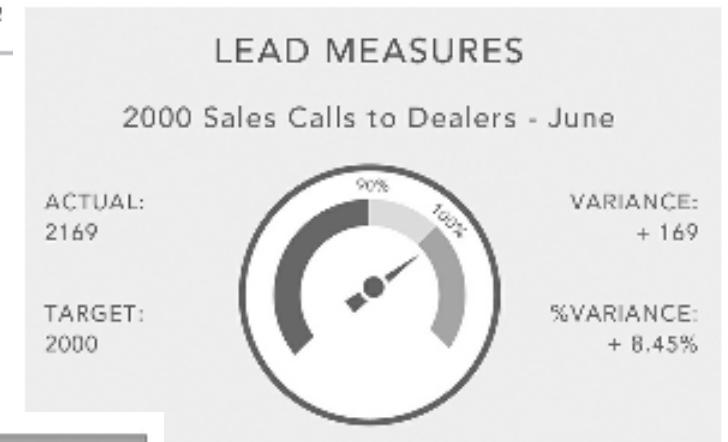 LEAD MEASURES
2000 Sales Calls to Dealers - June
ACTUAL:
2169
TARGET:
2000
90%
100%
VARIANCE:
+ 169
%VARIANCE:
+ 8.45%